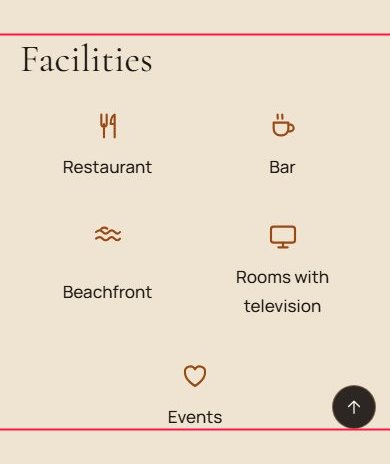 Facilities
Restaurant
Bar
Beachfront
Rooms with
television
Events